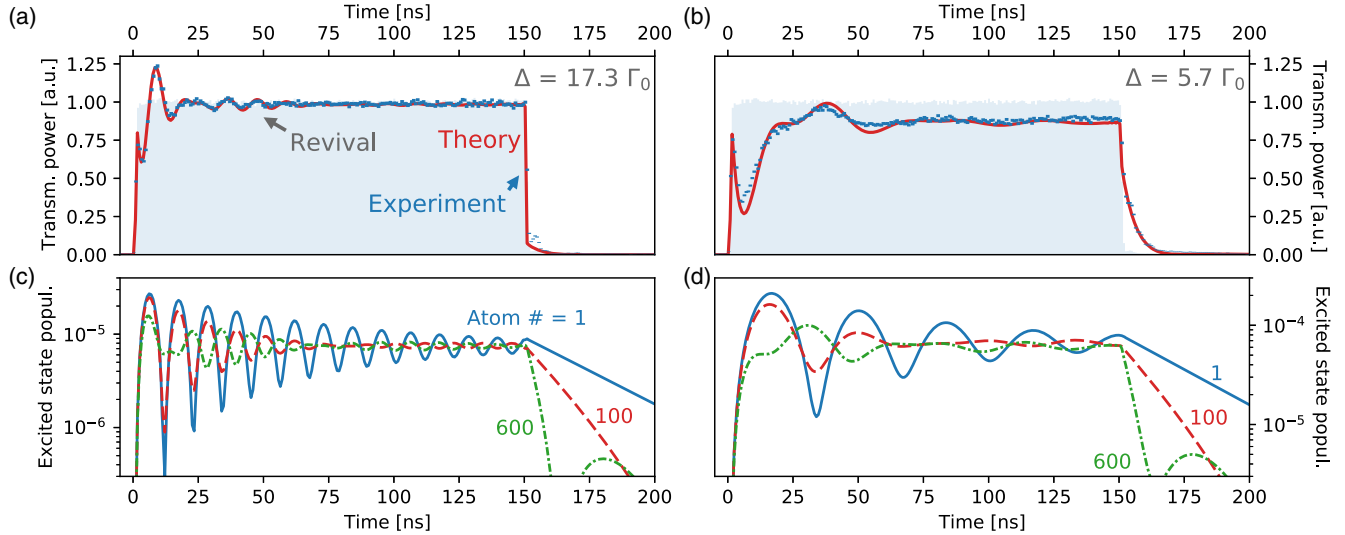 (a)
Time [ns]
0 25 50 75 100 125 150 175 200
Transm. power [a.u.]
1.25
1.00
0.75
0.50
0.25
0.00
Δ = 17.3 Γ0
Revival
Theory
Experiment
(b)
Time [ns]
0 25 50 75 100 125 150 175 200
Δ = 5.7 Γ0
1.25
1.00
0.75
0.50
0.25
0.00
Transm. power [a.u.]
(c)
Excited state popul.
10−5
10−6
Atom # = 1
100
600
0 25 50 75 100 125 150 175 200
Time [ns]
(d)
1
100
600
10−4
10−5
Excited state popul.
0 25 50 75 100 125 150 175 200
Time [ns]